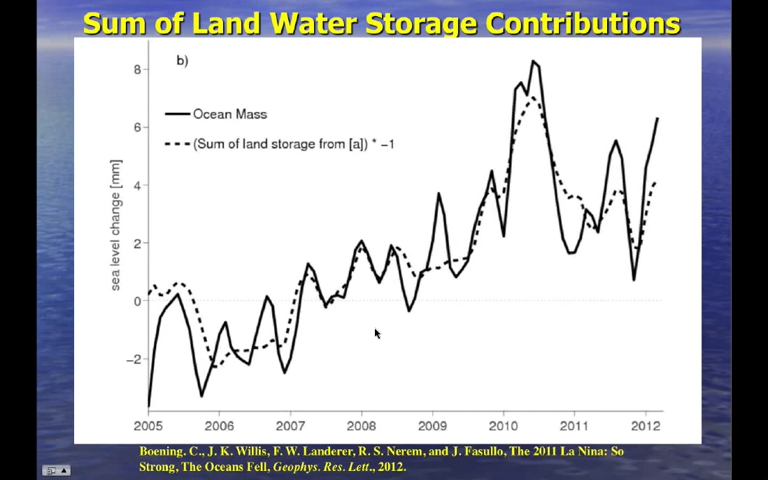 Sum of Land Water Storage Contributions
b)
Ocean Mass
(Sum of land storage from [a]) * −1
sea level change [mm]
8
6
4
2
0
−2
2005 2006 2007 2008 2009 2010 2011 2012
Boening. C., J. K. Willis, F. W. Landerer, R. S. Nerem, and J. Fasullo, The 2011 La Nina: So
Strong, The Oceans Fell, Geophys. Res. Lett., 2012.